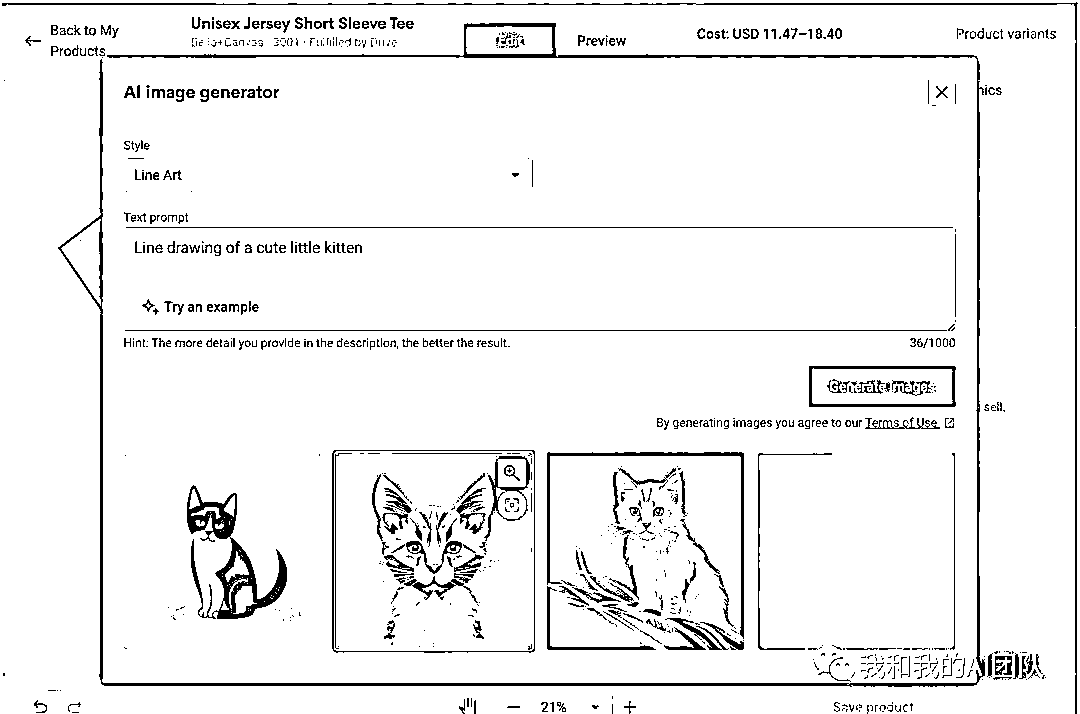 Back to My
Products
Unisex Jersey Short Sleeve Tee
Bella+Canvas 3001 · Fulfilled by Duve
Edit
Preview
Cost: USD 11.47–18.40
Product variants
AI image generator
nics
Style
Line Art
Text prompt
Line drawing of a cute little kitten
Try an example
Hint: The more detail you provide in the description, the better the result.
36/1000
Generate images
sell.
By generating images you agree to our Terms of Use
我和我的AI团队
21%
Save product